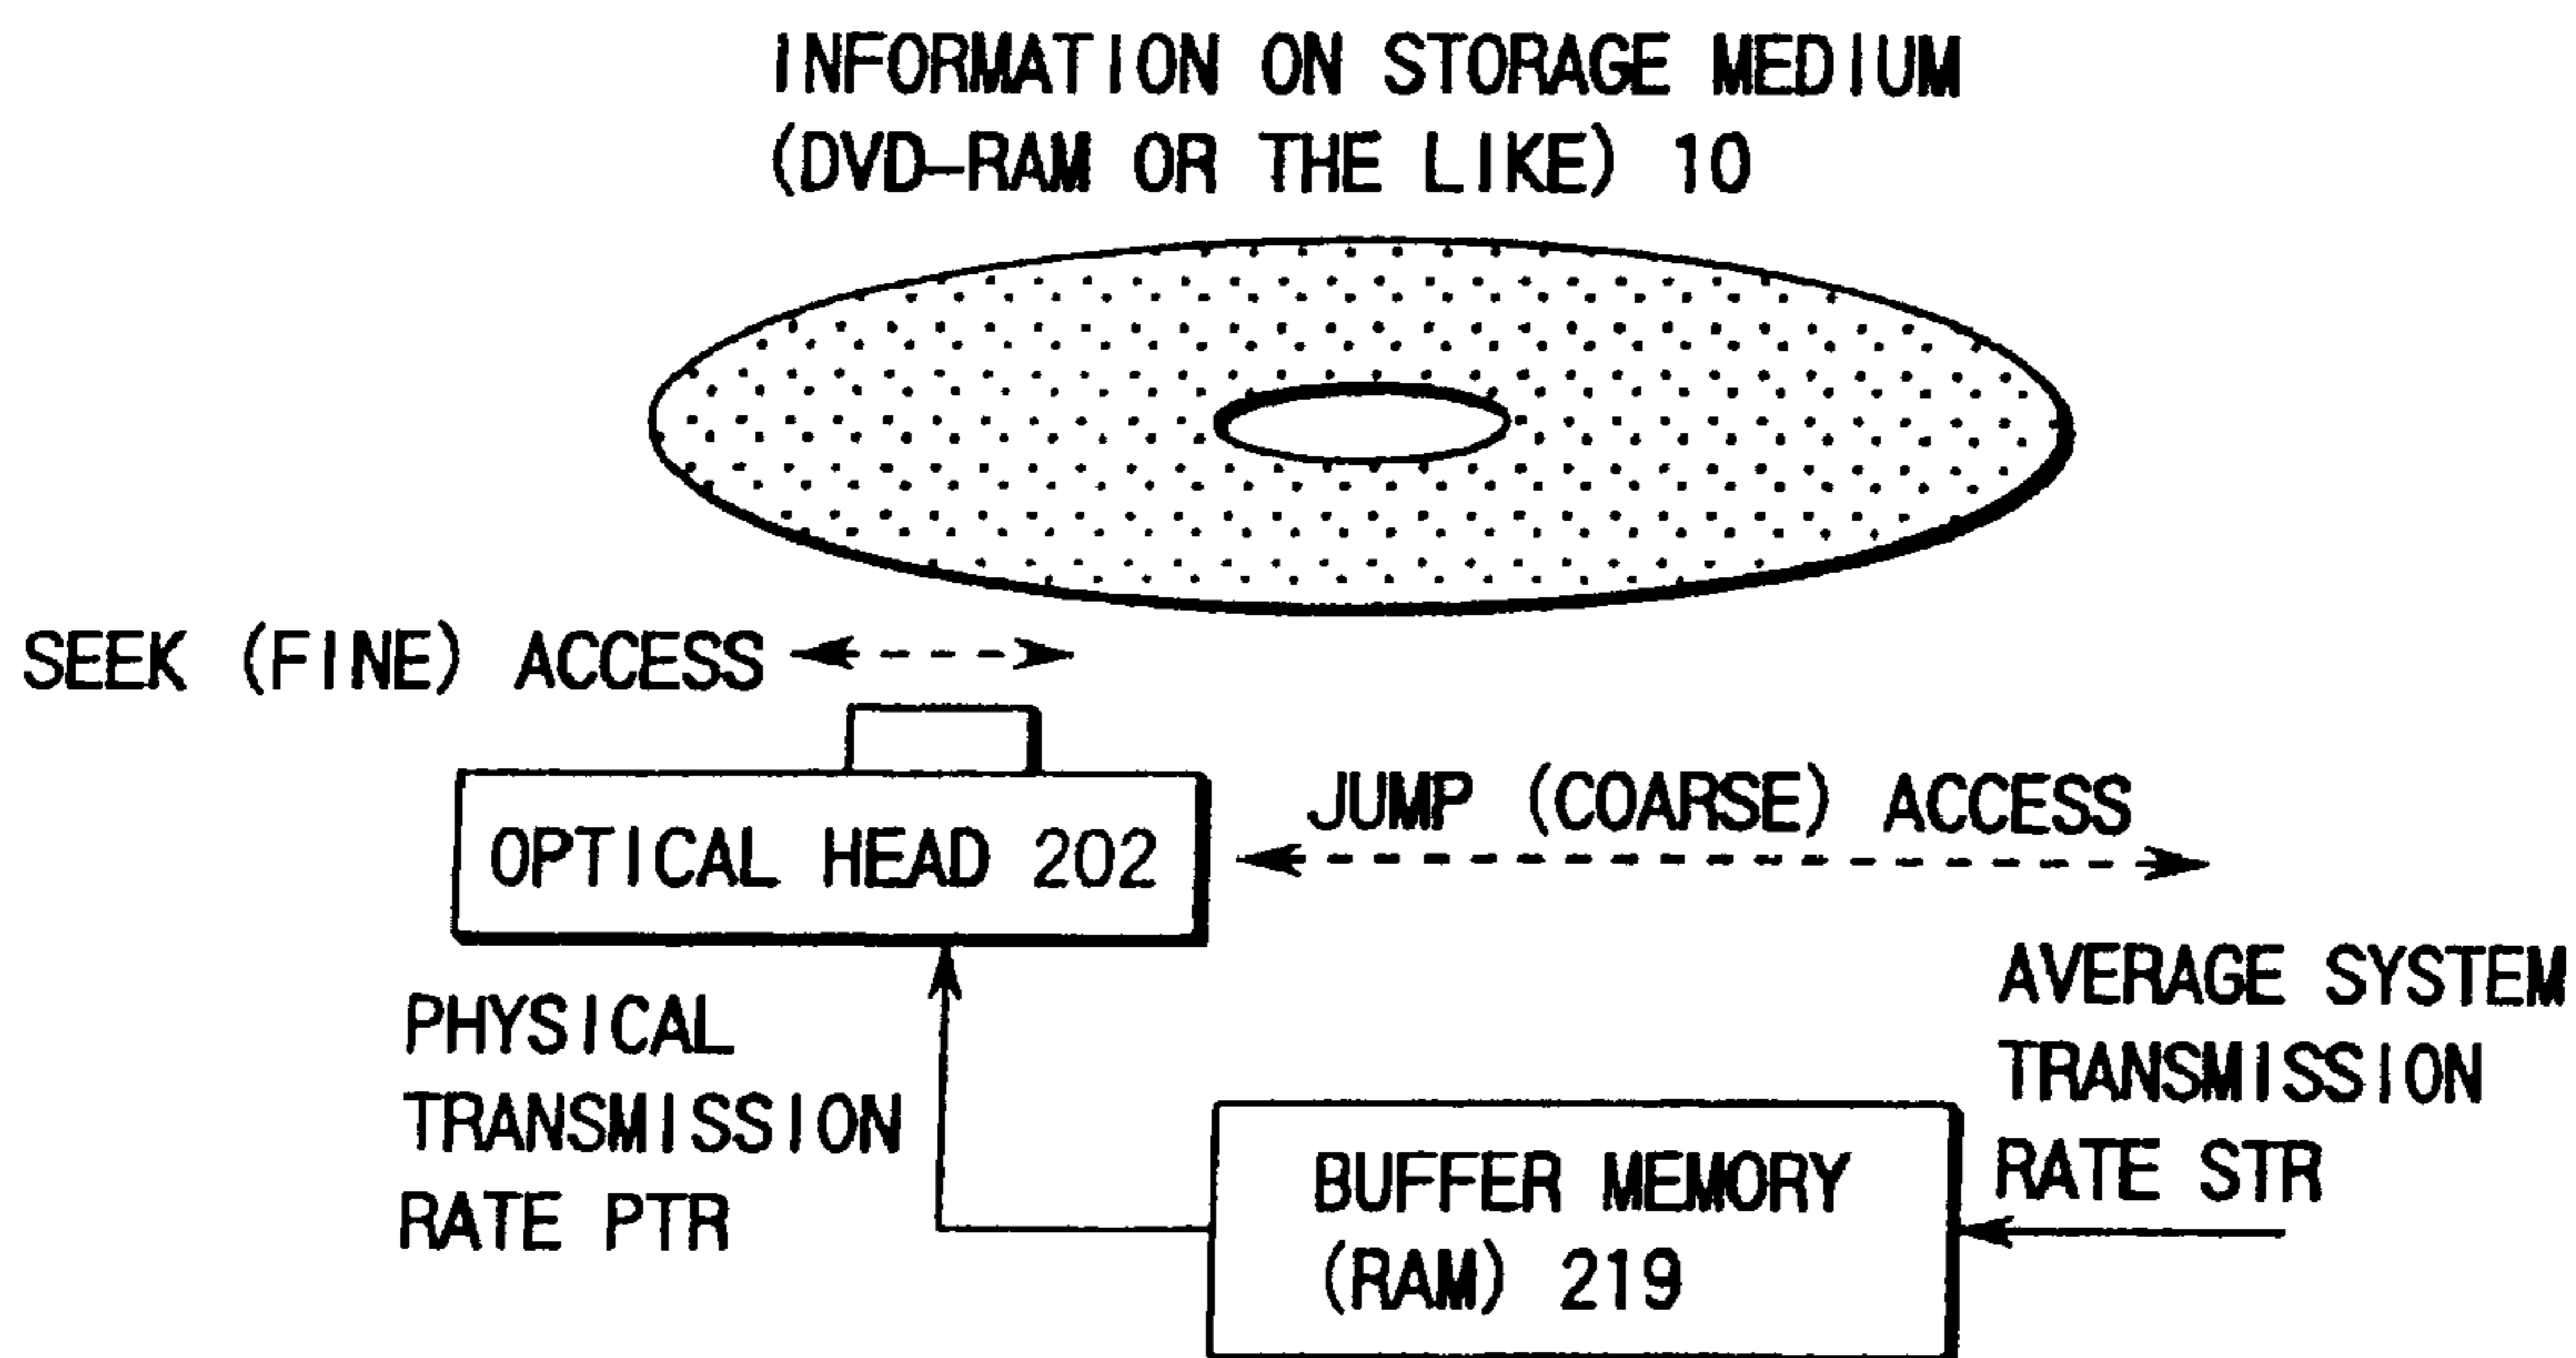 INFORMATION ON STORAGE MEDIUM
(DVD-RAM OR THE LIKE) 10
SEEK (FINE) ACCESS
OPTICAL HEAD 202
JUMP (COARSE) ACCESS
PHYSICAL
TRANSMISSION
RATE PTR
AVERAGE SYSTEM
TRANSMISSION
RATE STR
BUFFER MEMORY
(RAM) 219